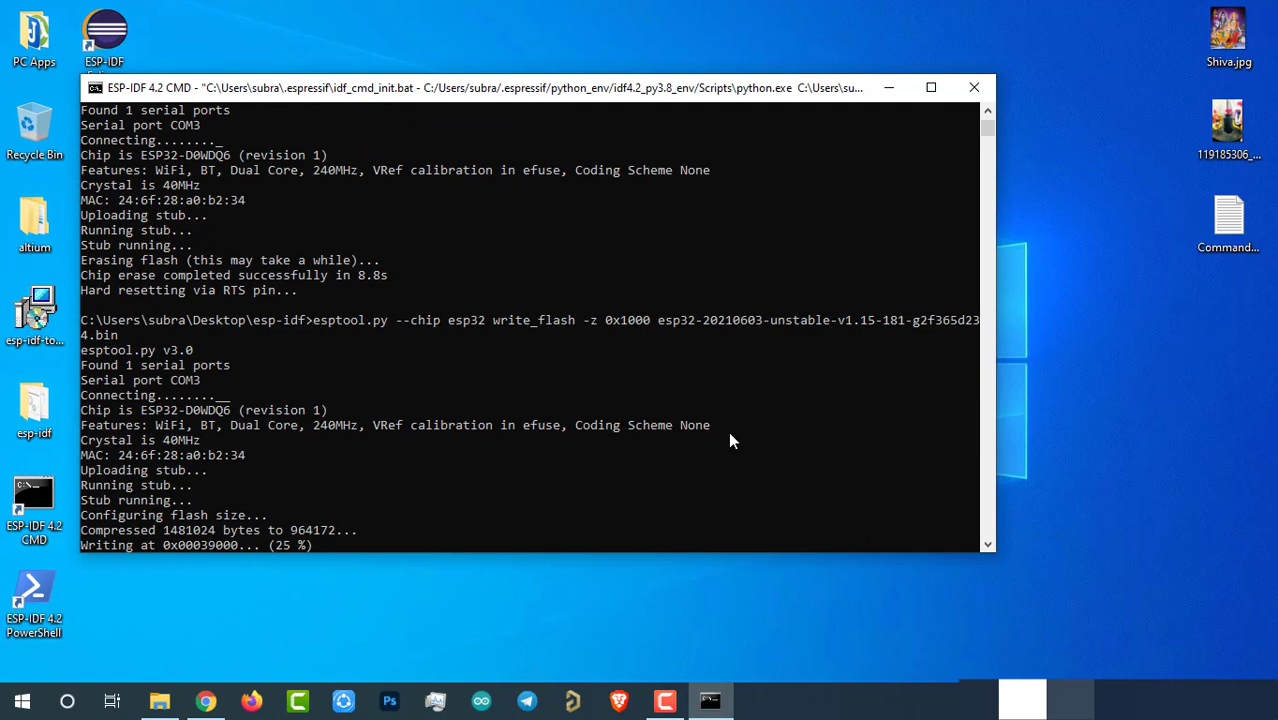 PC Apps
ESP-IDF
Shiva.jpg
ESP-IDF 4.2 CMD - "C:\Users\subra\.espressif\idf_cmd_init.bat - C:/Users/subra/.espressif/python_env/idf4.2_py3.8_env/Scripts/python.exe C:\Users\su...
Found 1 serial ports
Serial port COM3
Connecting........_
Chip is ESP32-D0WDQ6 (revision 1)
Features: WiFi, BT, Dual Core, 240MHz, VRef calibration in efuse, Coding Scheme None
Crystal is 40MHz
MAC: 24:6f:28:a0:b2:34
Uploading stub...
Running stub...
Stub running...
Erasing flash (this may take a while)...
Chip erase completed successfully in 8.8s
Hard resetting via RTS pin...
C:\Users\subra\Desktop\esp-idf>esptool.py --chip esp32 write_flash -z 0x1000 esp32-20210603-unstable-v1.15-181-g2f365d23
4.bin
esptool.py v3.0
Found 1 serial ports
Serial port COM3
Connecting........__
Chip is ESP32-D0WDQ6 (revision 1)
Features: WiFi, BT, Dual Core, 240MHz, VRef calibration in efuse, Coding Scheme None
Crystal is 40MHz
MAC: 24:6f:28:a0:b2:34
Uploading stub...
Running stub...
Stub running...
Configuring flash size...
Compressed 1481024 bytes to 964172...
Writing at 0x00039000... (25 %)
Recycle Bin
altium
esp-idf-to...
esp-idf
ESP-IDF 4.2
CMD
ESP-IDF 4.2
PowerShell
119185306_...
Command...
Ps